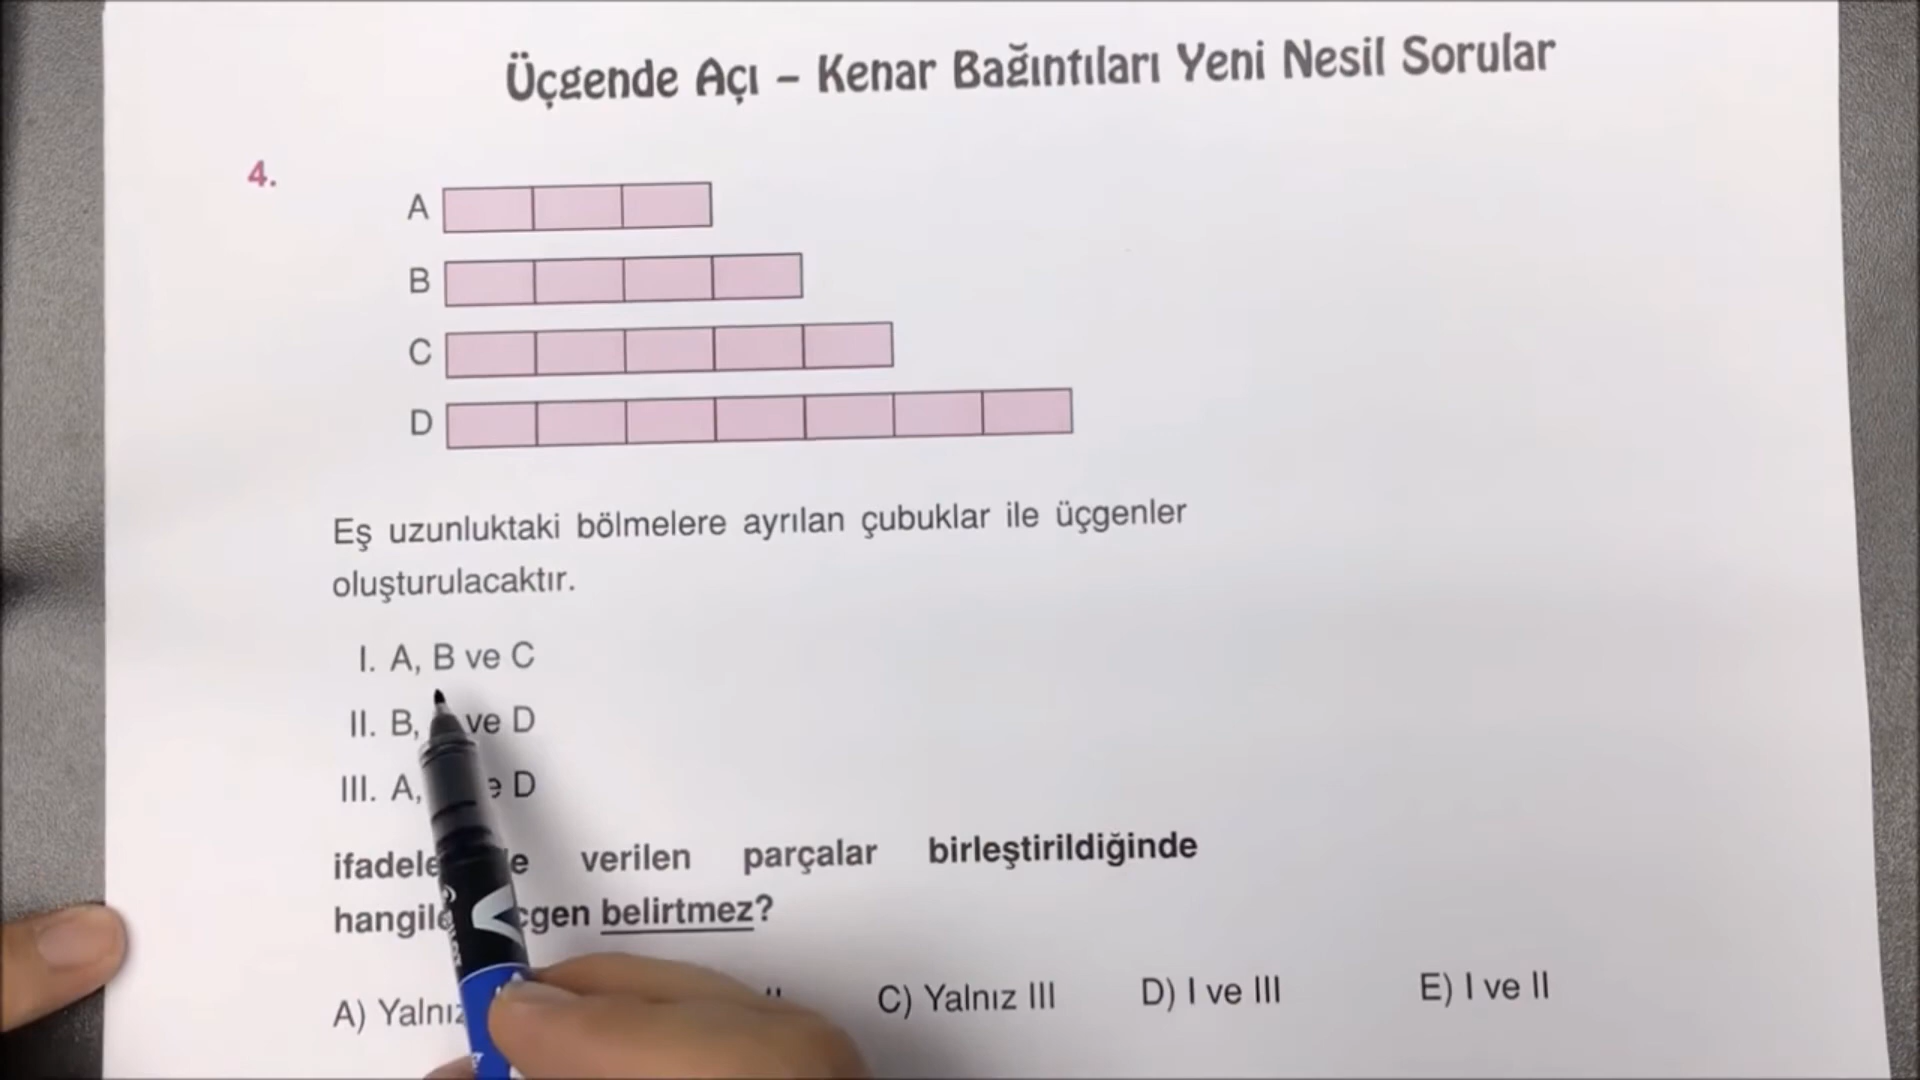 Üçgende Açı – Kenar Bağıntıları Yeni Nesil Sorular
4.
A
B
C
D
Eş uzunluktaki bölmelere ayrılan çubuklar ile üçgenler
oluşturulacaktır.
I. A, B ve C
II. B, ve D
III. A, D
verilen parçalar birleştirildiğinde
belirtmez?
A) C) Yalnız III D) I ve III E) I ve II